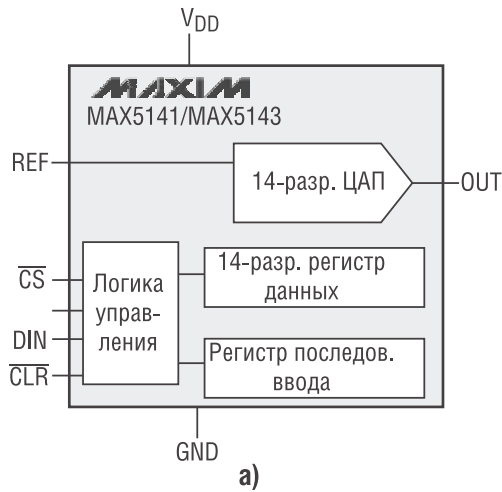 VDD
MAXIM
MAX5141/MAX5143
REF
14-разр. ЦАП
OUT
CS
DIN
CLR
Логика
управ-
ления
14-разр. регистр
данных
Регистр последов.
ввода
GND
а)